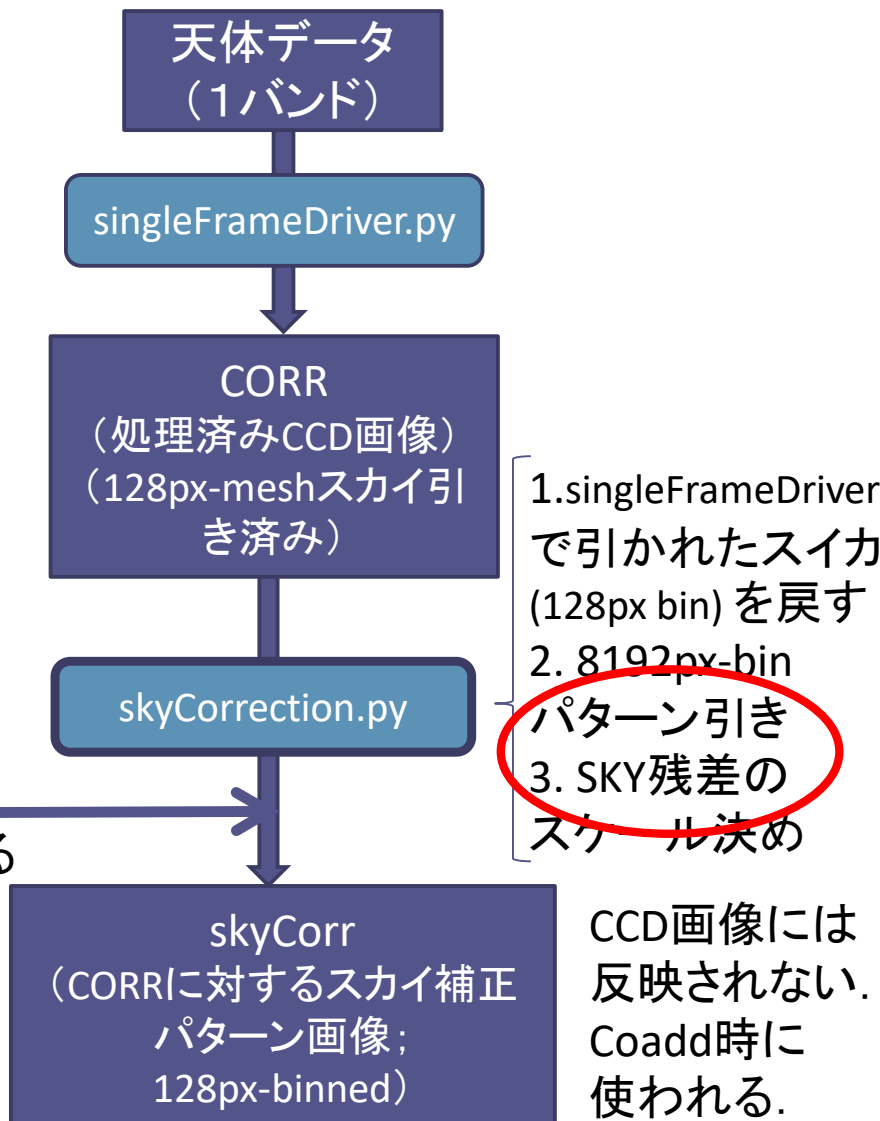 天体データ
（１バンド）
singleFrameDriver.py
CORR
（処理済みCCD画像）
（128px-meshスカイ引
き済み）
1.singleFrameDriver
で引かれたスイカ
(128px bin) を戻す
2. 8192px-bin
パターン引き
3. SKY残差の
スケール決め
skyCorrection.py
る
skyCorr
（CORRに対するスカイ補正
パターン画像；
128px-binned）
CCD画像には
反映されない.
Coadd時に
使われる.